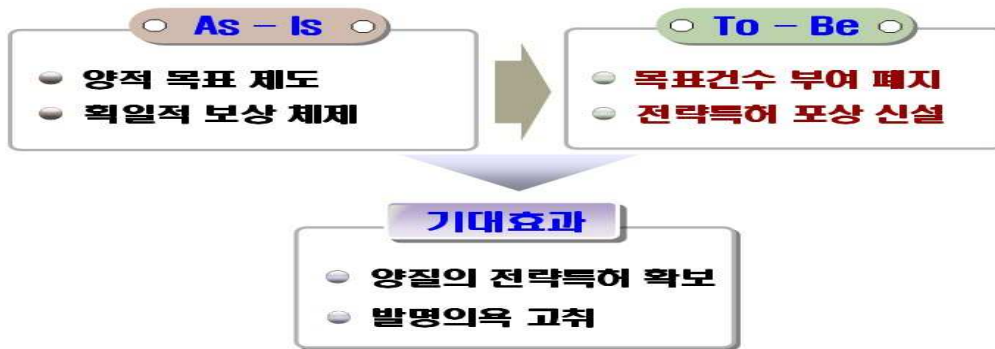 As – Is
양적 목표 제도
획일적 보상 체제
To – Be
목표건수 부여 폐지
전략특허 포상 신설
기대효과
양질의 전략특허 확보
발명의욕 고취